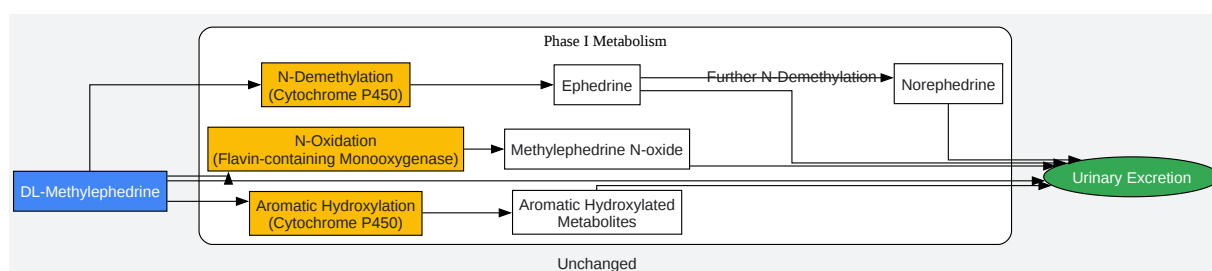 Phase I Metabolism
N-Demethylation
(Cytochrome P450)
Ephedrine
Further N-Demethylation
Norephedrine
N-Oxidation
(Flavin-containing Monooxygenase)
Methylephedrine N-oxide
DL-Methylephedrine
Urinary Excretion
Aromatic Hydroxylation
(Cytochrome P450)
Aromatic Hydroxylated
Metabolites
Unchanged